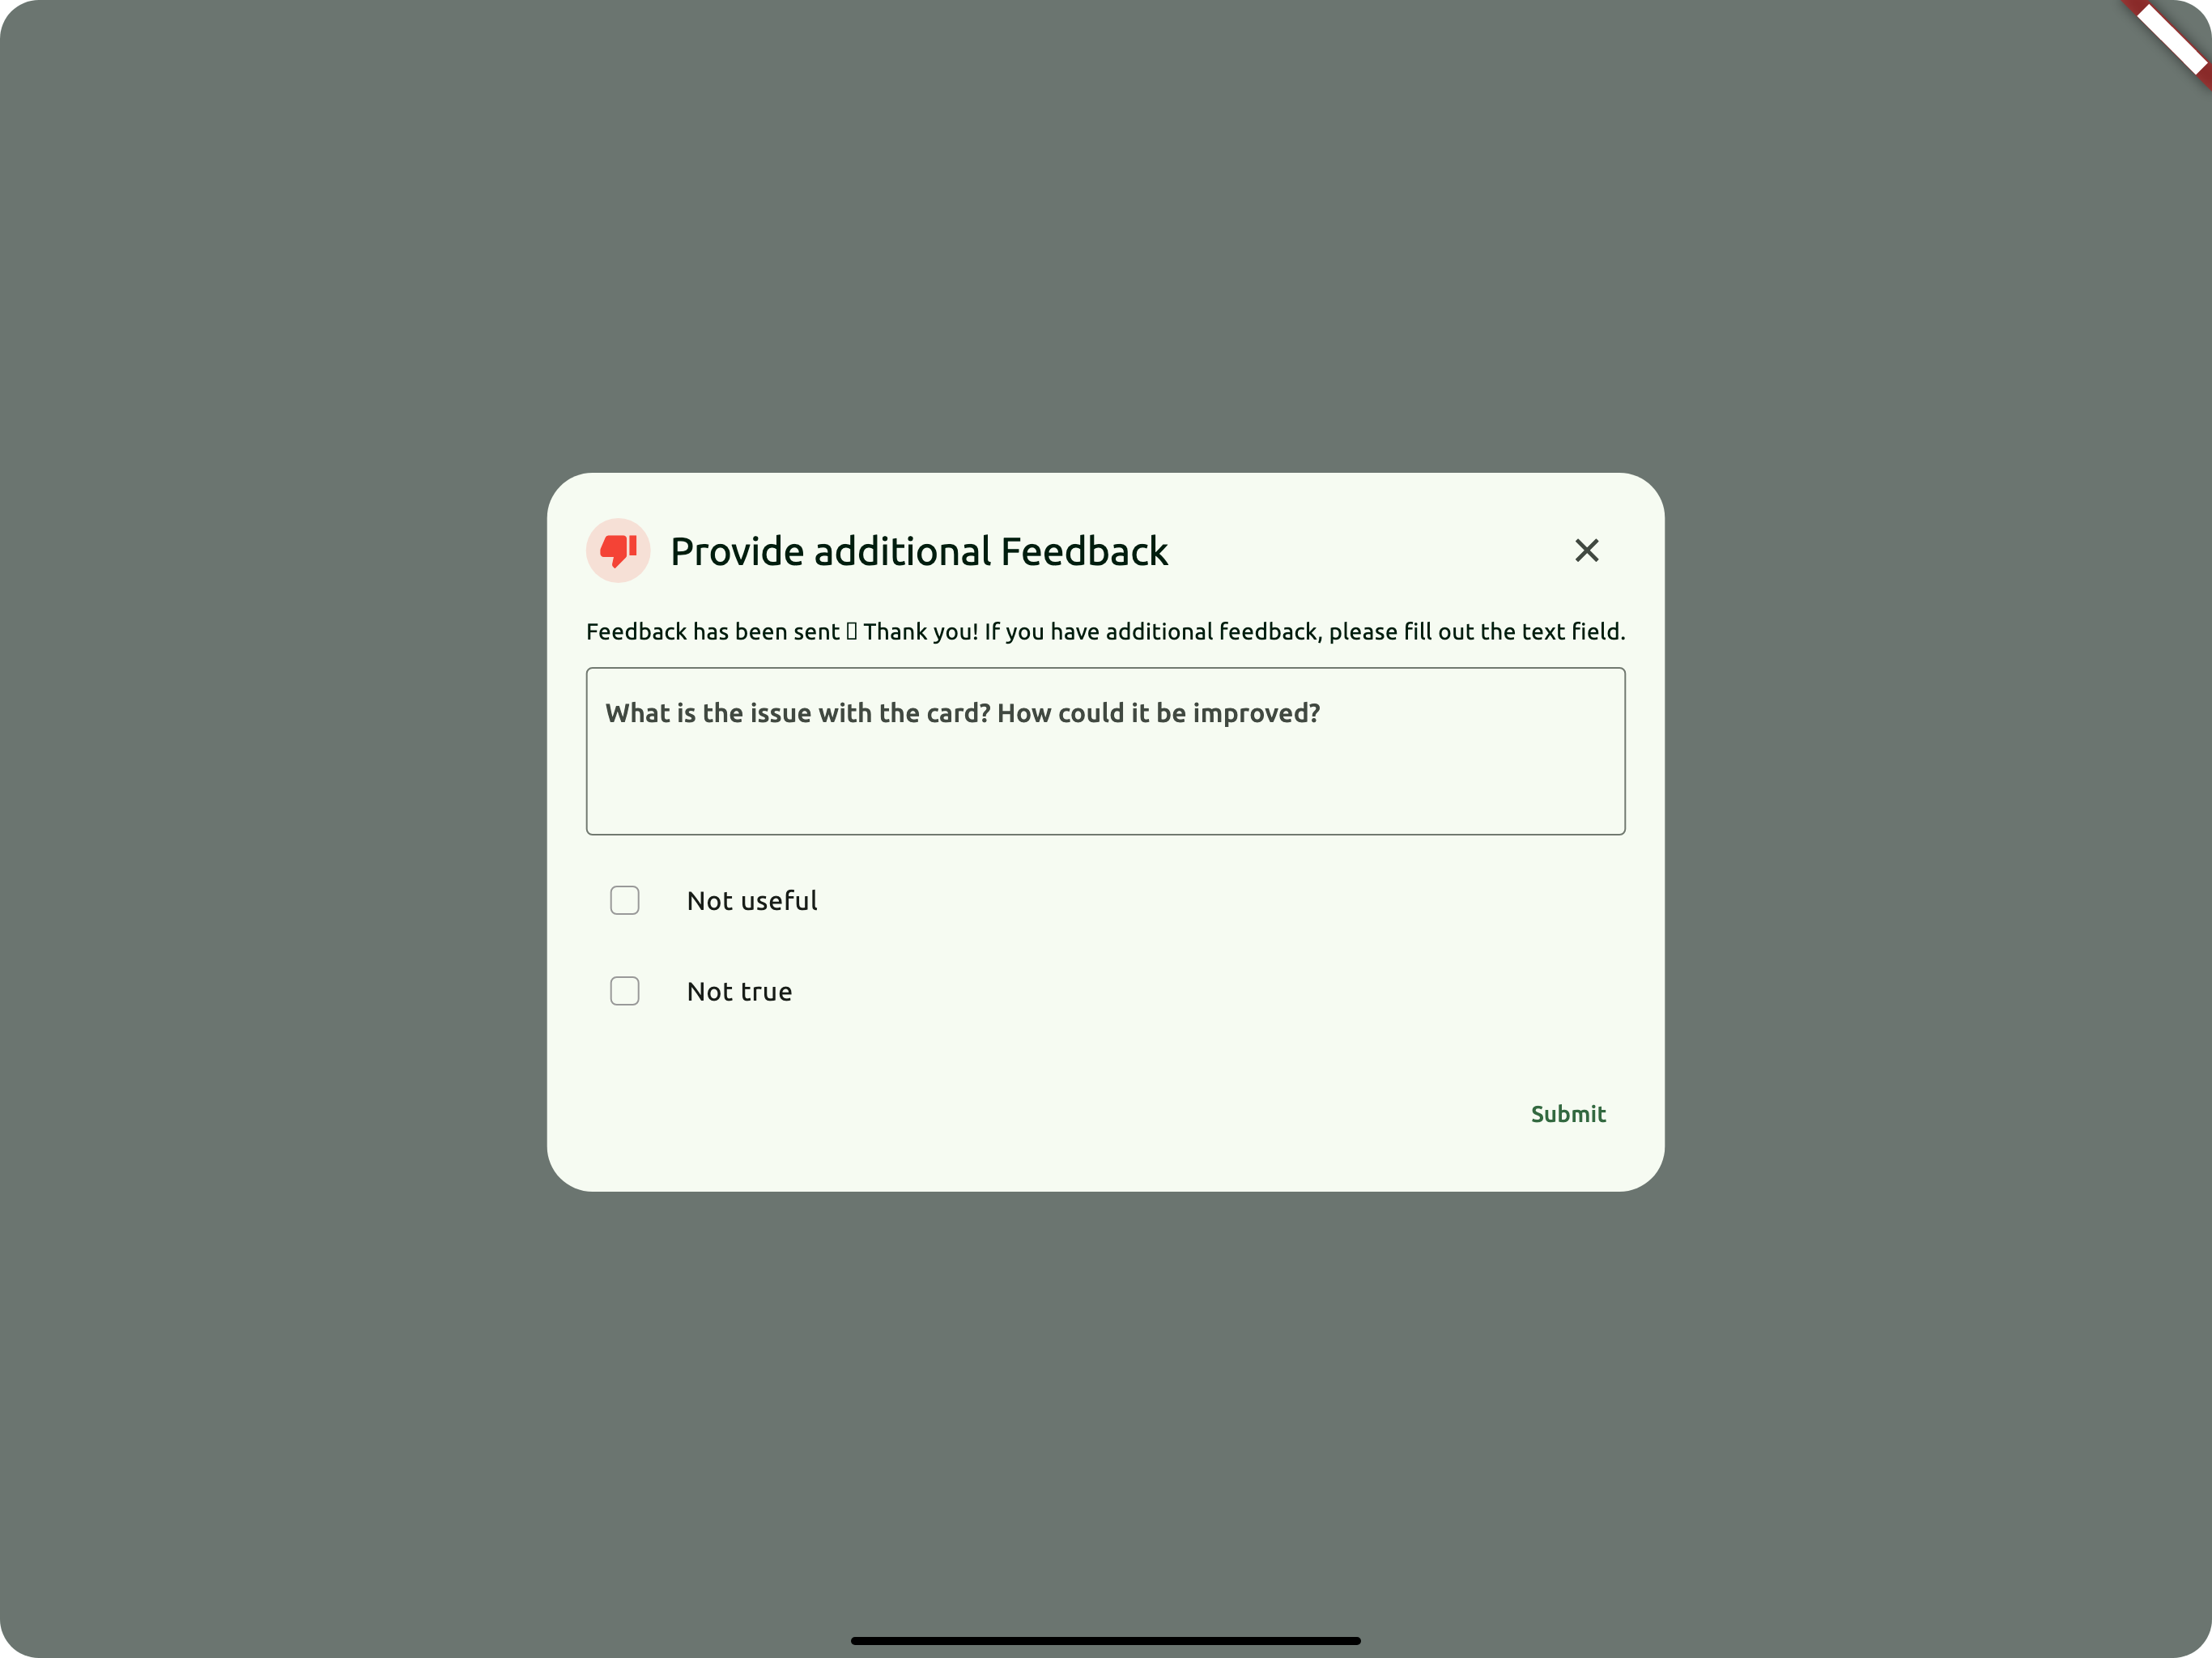 Provide additional Feedback
Feedback has been sent ▯ Thank you! If you have additional feedback, please fill out the text field.
What is the issue with the card? How could it be improved?
Not useful
Not true
Submit